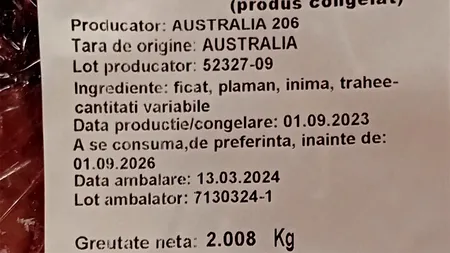 (produs congelat)
Producator: AUSTRALIA 206
Tara de origine: AUSTRALIA
Lot producator: 52327-09
Ingrediente: ficat, plaman, inima, trahee-
cantitati variabile
Data productie/congelare: 01.09.2023
A se consuma,de preferinta, inainte de:
01.09.2026
Data ambalare: 13.03.2024
Lot ambalator: 7130324-1
Greutate neta: 2.008 Kg